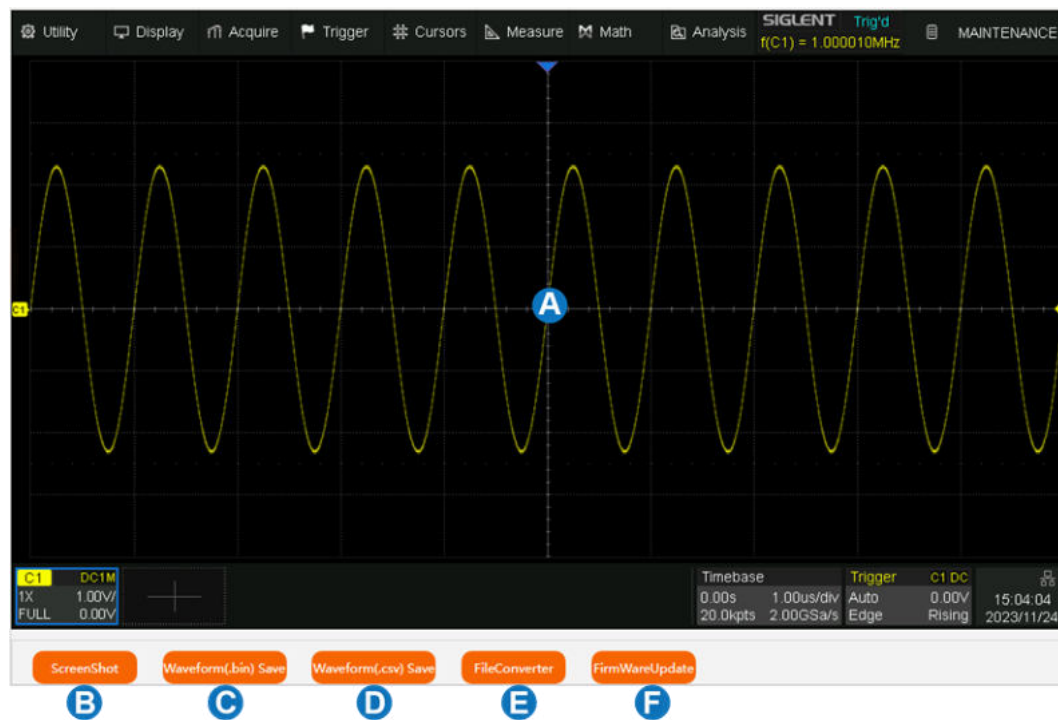 Utility Display Acquire Trigger Cursors Measure Math Analysis SIGLENT Trig'd MAINTENANCE
f(C1) = 1.000010MHz
A
C1
C1 DC1M
1X 1.00V/
FULL 0.00V
Timebase
0.00s 1.00us/div
20.0kpts 2.00GSa/s
Trigger C1 DC
Auto 0.00V
Edge Rising
15:04:04
2023/11/24
ScreenShot Waveform(.bin) Save Waveform(.csv) Save FileConverter FirmWareUpdate
B C D E F